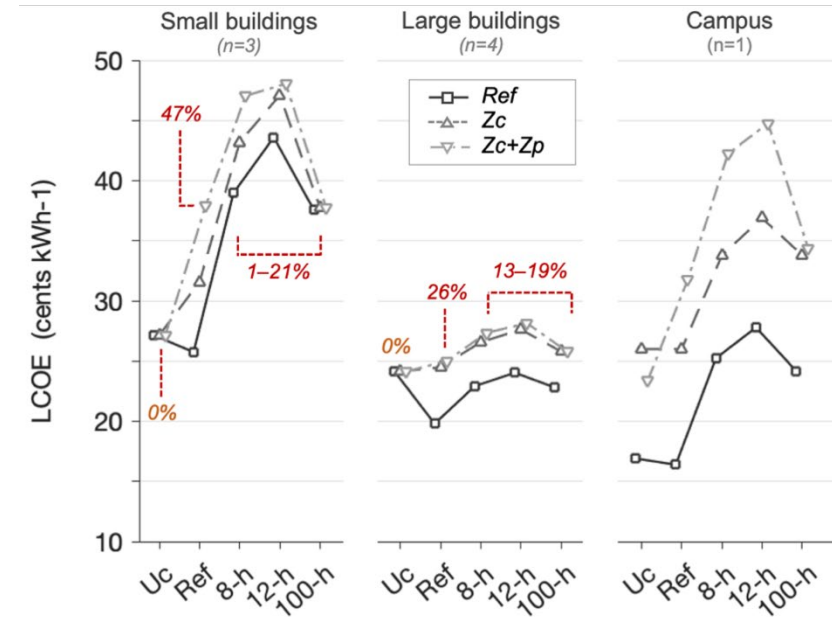 Small buildings
(n=3)
Large buildings
(n=4)
Campus
(n=1)
LCOE (cents kWh-1)
50
40
30
20
10
47%
1–21%
0%
Ref
Zc
Zc+Zp
0%
26%
13–19%
Uc
Ref
8-h
12-h
100-h
Uc
Ref
8-h
12-h
100-h
Uc
Ref
8-h
12-h
100-h